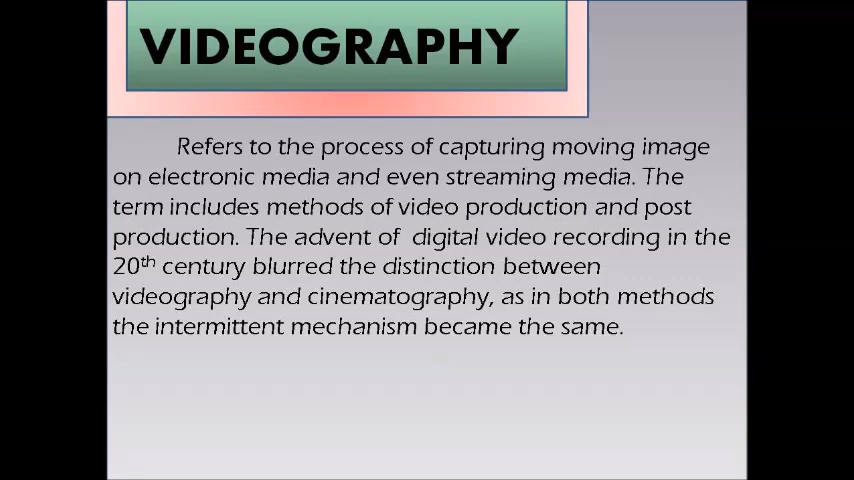 VIDEOGRAPHY
Refers to the process of capturing moving image
on electronic media and even streaming media. The
term includes methods of video production and post
production. The advent of digital video recording in the
20th century blurred the distinction between
videography and cinematography, as in both methods
the intermittent mechanism became the same.